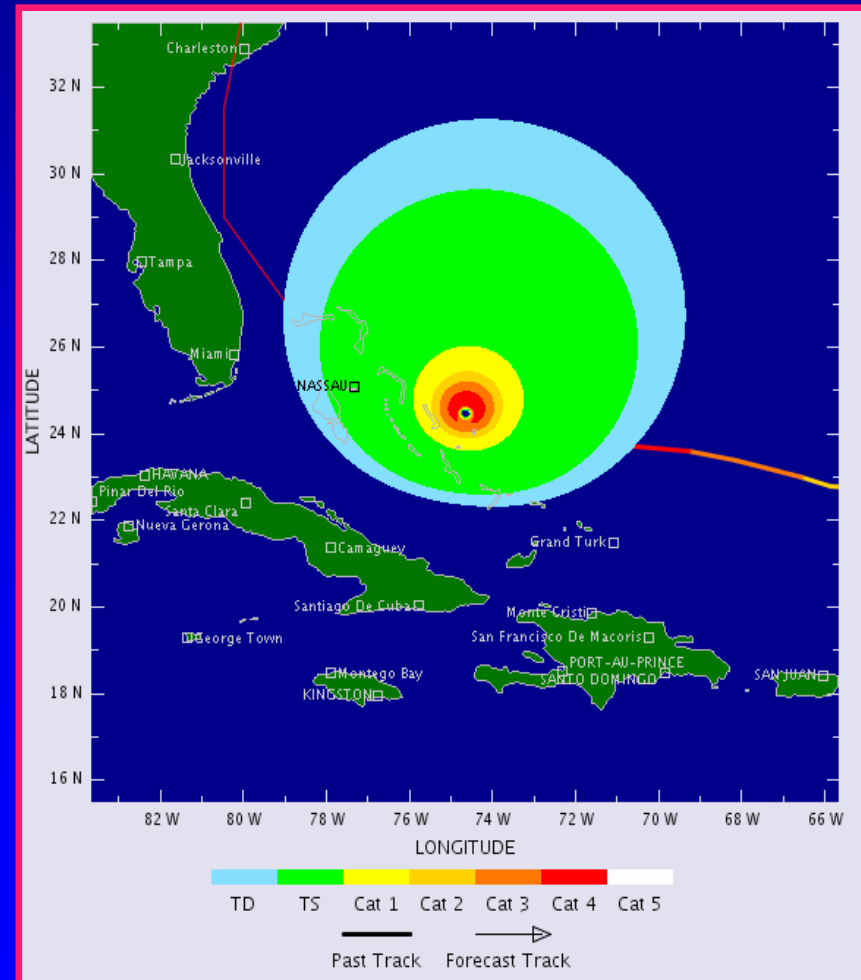 Charleston
32 N
Jacksonville
30 N
28 N
Tampa
26 N
Miami
NASSAU
LATITUDE
24 N
HAVANA
Pinar Del Rio
Santa Clara
22 N
Nueva Gerona
Camaguey
Grand Turk
20 N
Santiago De Cuba
Monte Cristi
George Town
San Francisco De Macoris
PORT-AU-PRINCE
Montego Bay
SANTO DOMINGO
SAN JUAN
18 N
KINGSTON
16 N
82 W 80 W 78 W 76 W 74 W 72 W 70 W 68 W 66 W
LONGITUDE
TD TS Cat 1 Cat 2 Cat 3 Cat 4 Cat 5
Past Track Forecast Track